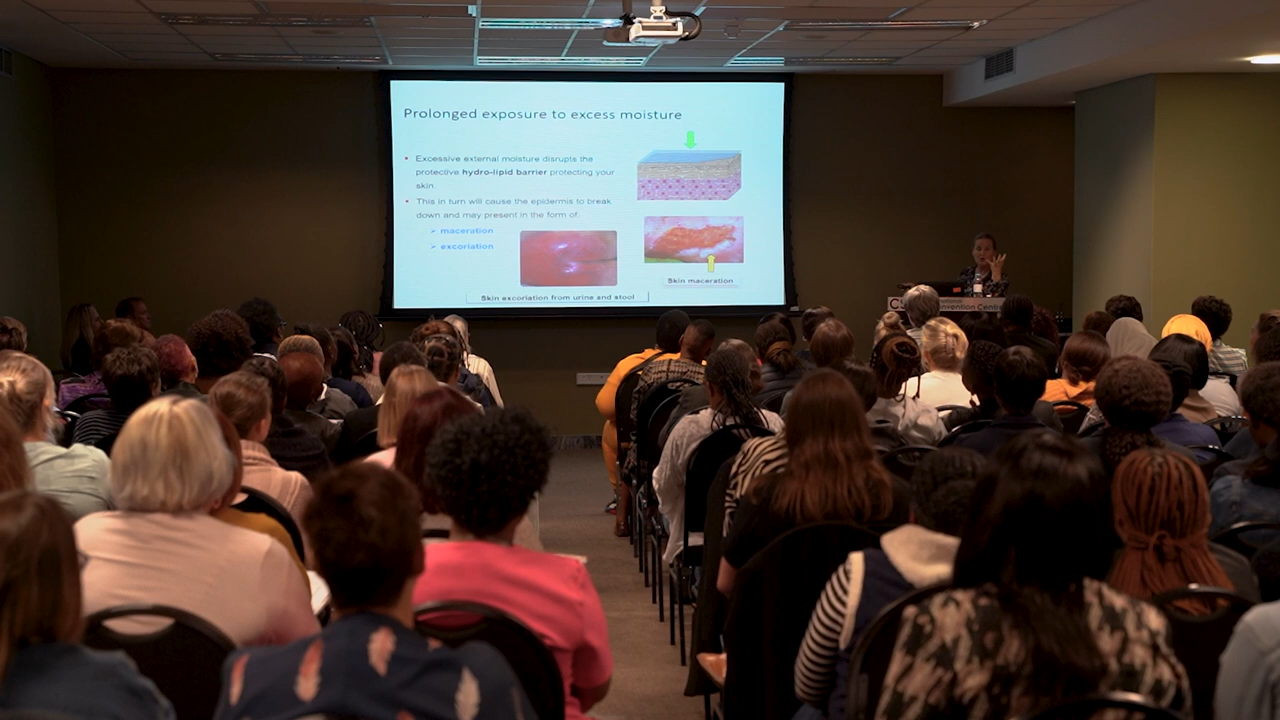 Prolonged exposure to excess moisture
• Excessive external moisture disrupts the
protective hydro-lipid barrier protecting your
skin.
• This in turn will cause the epidermis to break
down and may present in the form of:
➢ maceration
➢ excoriation
Skin maceration
Skin excoriation from urine and stool